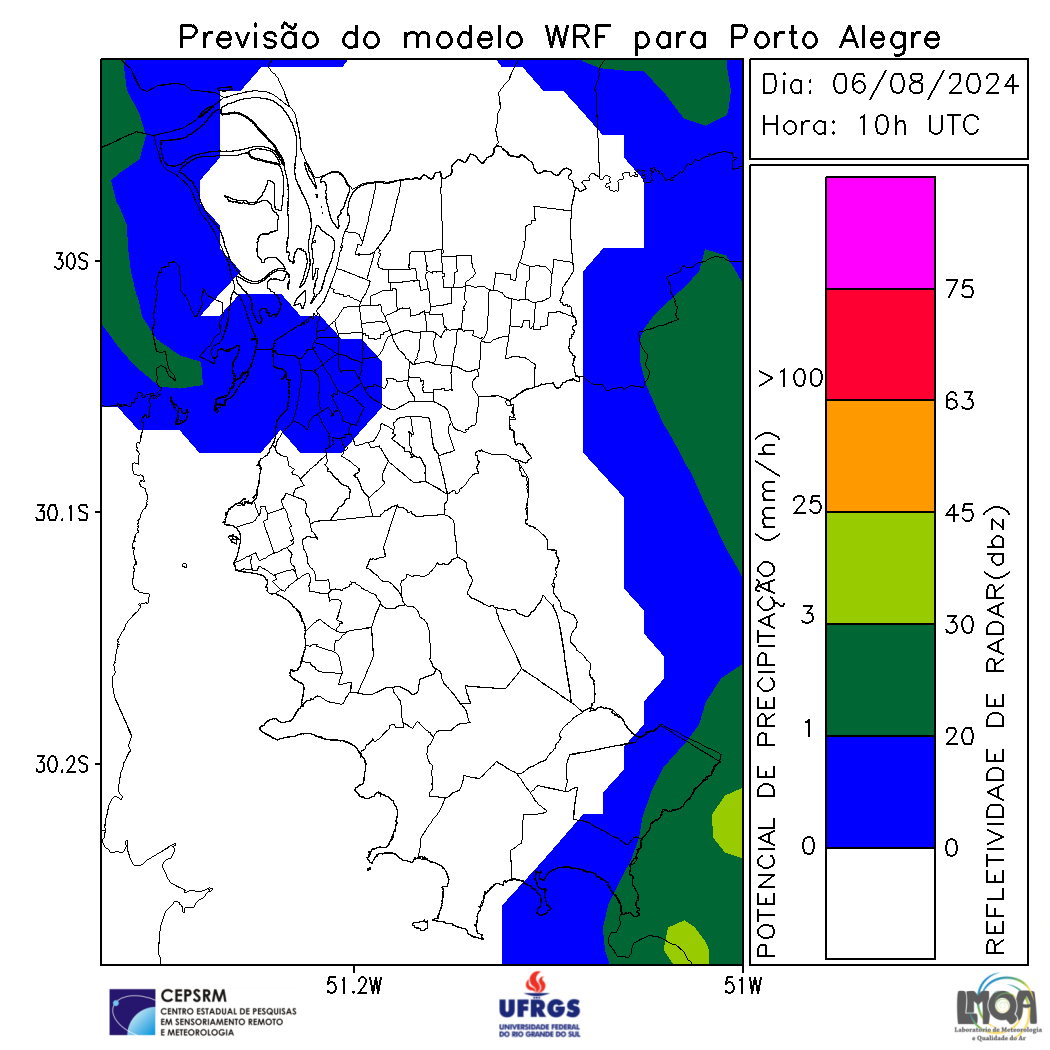 Previsão do modelo WRF para Porto Alegre
Dia: 06/08/2024
Hora: 10h UTC
30S
30.1S
30.2S
51.2W
51W
POTENCIAL DE PRECIPITAÇÃO (mm/h)
>100
25
3
1
0
75
63
45
30
20
0
REFLETIVIDADE DE RADAR(dbz)
CEPSRM
CENTRO ESTADUAL DE PESQUISAS
EM SENSORIAMENTO REMOTO
E METEOROLOGIA
UFRGS
UNIVERSIDADE FEDERAL
DO RIO GRANDE DO SUL
LMQA
Laboratório de Meteorologia
e Qualidade do Ar